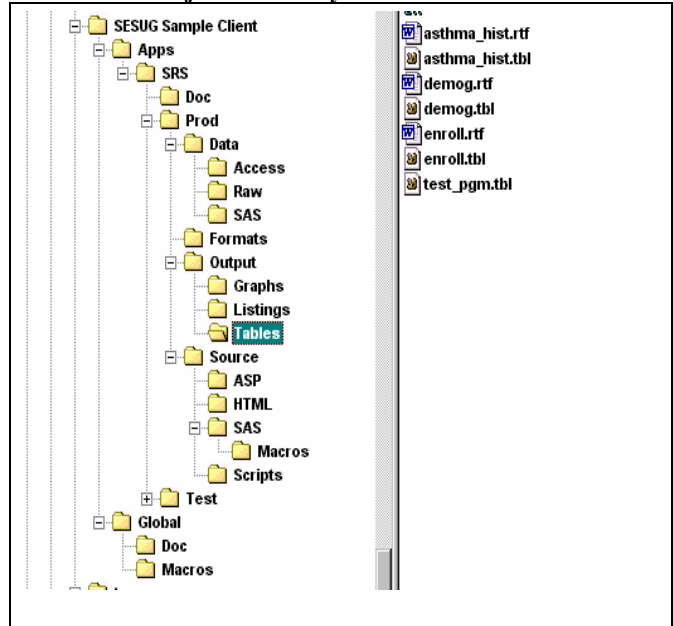 SESUG Sample Client
Apps
SRS
Doc
Prod
Data
Access
Raw
SAS
Formats
Output
Graphs
Listings
Tables
Source
ASP
HTML
SAS
Macros
Scripts
Test
Global
Doc
Macros
asthma_hist.rtf
asthma_hist.tbl
demog.rtf
demog.tbl
enroll.rtf
enroll.tbl
test_pgm.tbl